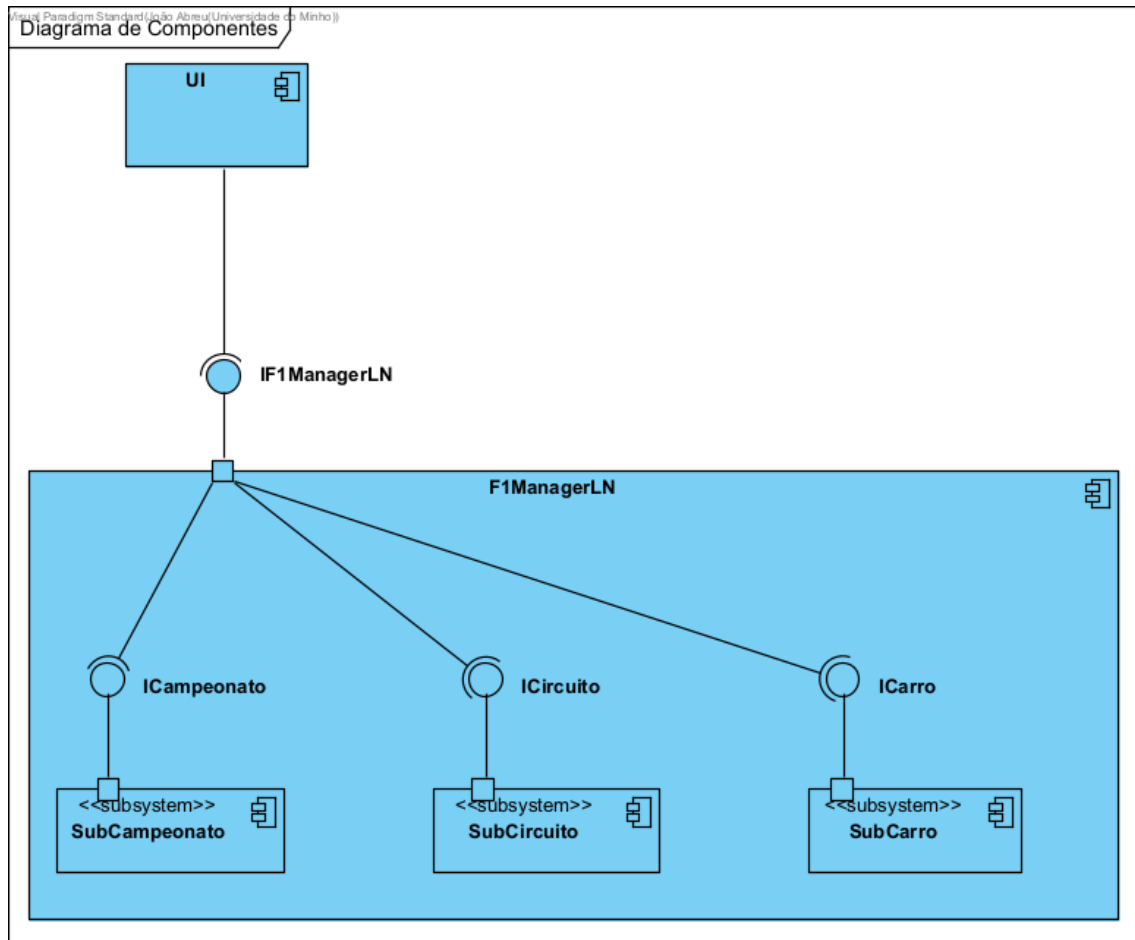 Visual Paradigm Standard(João Abreu(Universidade do Minho))
Diagrama de Componentes
UI
IF1ManagerLN
F1ManagerLN
ICampeonato
ICircuito
ICarro
<<subsystem>>
SubCampeonato
<<subsystem>>
SubCircuito
<<subsystem>>
SubCarro